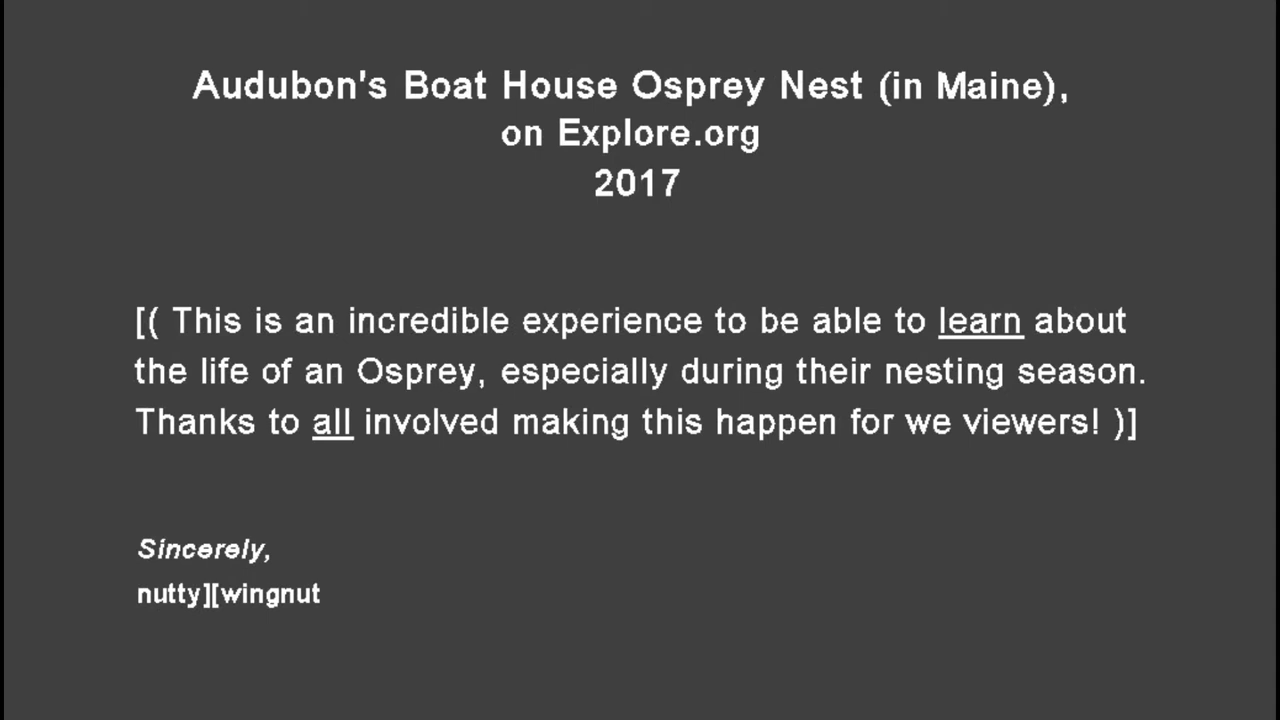 Audubon's Boat House Osprey Nest (in Maine),
on Explore.org
2017
[( This is an incredible experience to be able to learn about
the life of an Osprey, especially during their nesting season.
Thanks to all involved making this happen for we viewers! )]
Sincerely,
nutty][wingnut